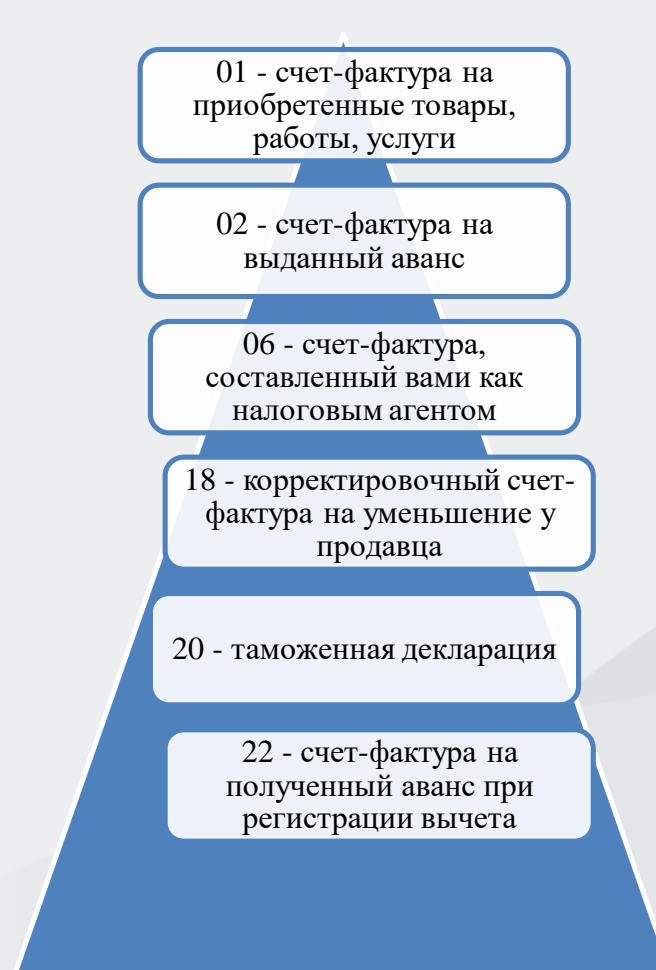 01 - счет-фактура на
приобретенные товары,
работы, услуги
02 - счет-фактура на
выданный аванс
06 - счет-фактура,
составленный вами как
налоговым агентом
18 - корректировочный счет-
фактура на уменьшение у
продавца
20 - таможенная декларация
22 - счет-фактура на
полученный аванс при
регистрации вычета